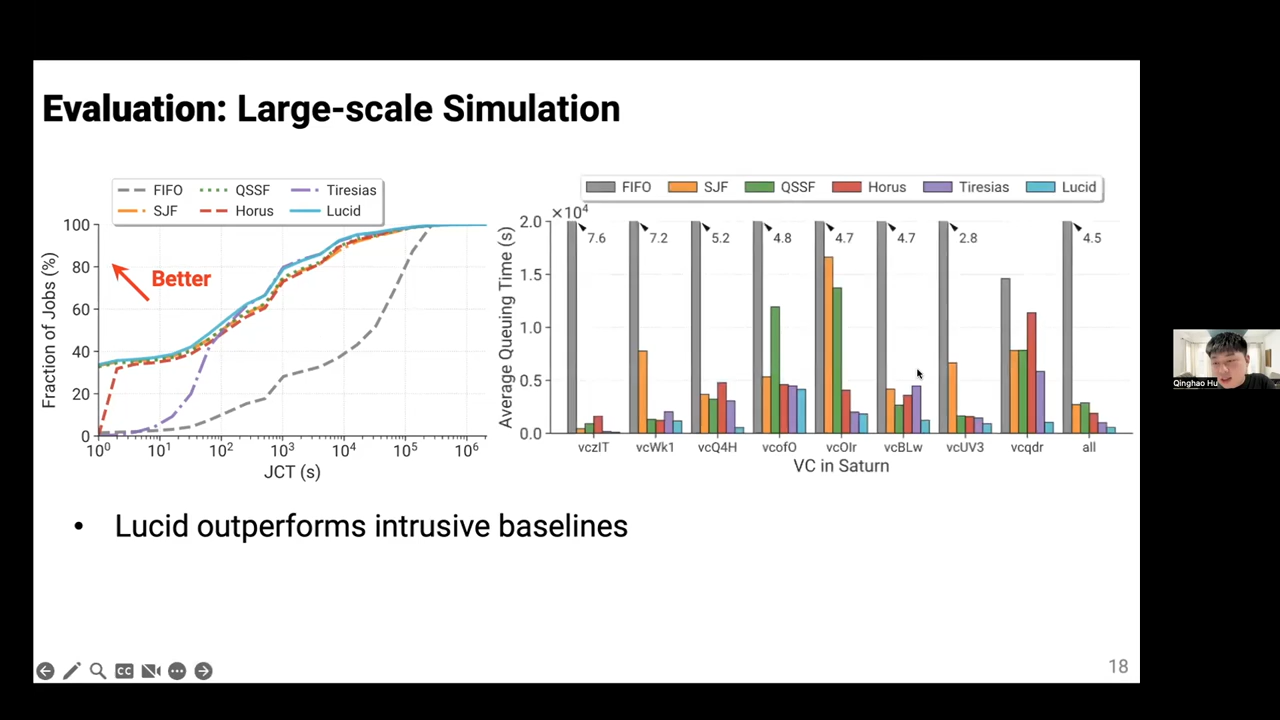 Evaluation: Large-scale Simulation
FIFO QSSF Tiresias
SJF Horus Lucid
100
80
60
40
20
0
Fraction of Jobs (%)
Better
10⁰ 10¹ 10² 10³ 10⁴ 10⁵ 10⁶
JCT (s)
FIFO SJF QSSF Horus Tiresias Lucid
×10⁴
2.0
1.5
1.0
0.5
0.0
Average Queuing Time (s)
7.6 7.2 5.2 4.8 4.7 4.7 2.8 4.5
vczIT vcWk1 vcQ4H vcofO vcOIr vcBLw vcUV3 vcqdr all
VC in Saturn
• Lucid outperforms intrusive baselines
18
CC
Qinghao Hu